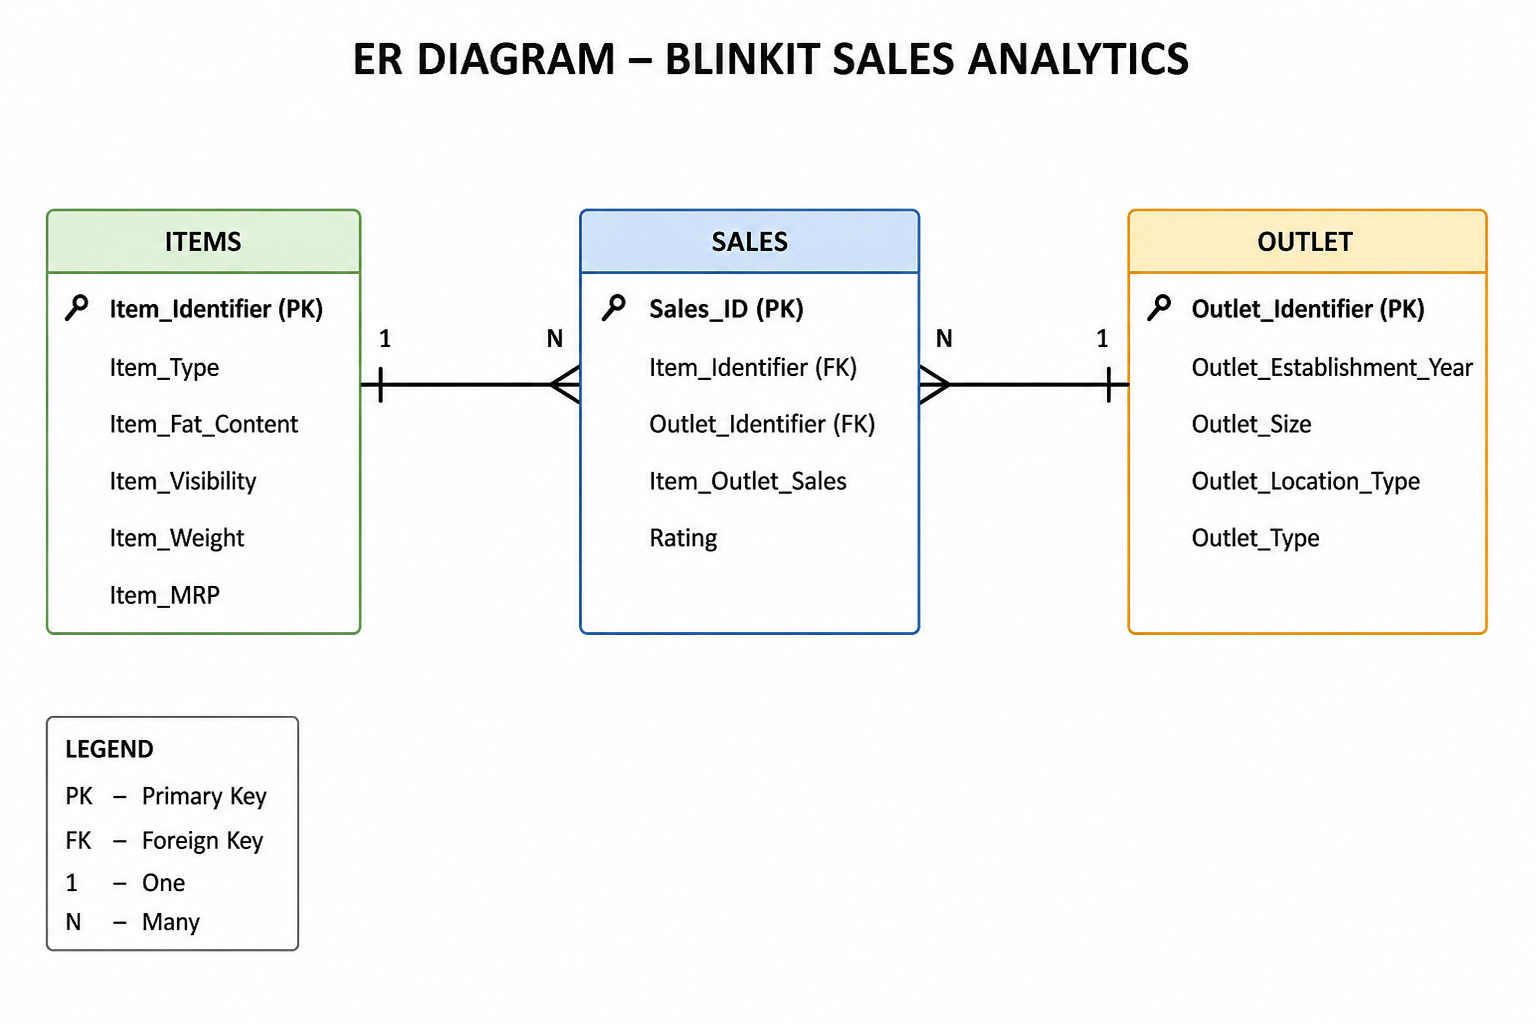 ER DIAGRAM – BLINKIT SALES ANALYTICS
ITEMS
Item_Identifier (PK)
Item_Type
Item_Fat_Content
Item_Visibility
Item_Weight
Item_MRP
1
N
SALES
Sales_ID (PK)
Item_Identifier (FK)
Outlet_Identifier (FK)
Item_Outlet_Sales
Rating
N
1
OUTLET
Outlet_Identifier (PK)
Outlet_Establishment_Year
Outlet_Size
Outlet_Location_Type
Outlet_Type
LEGEND
PK – Primary Key
FK – Foreign Key
1 – One
N – Many